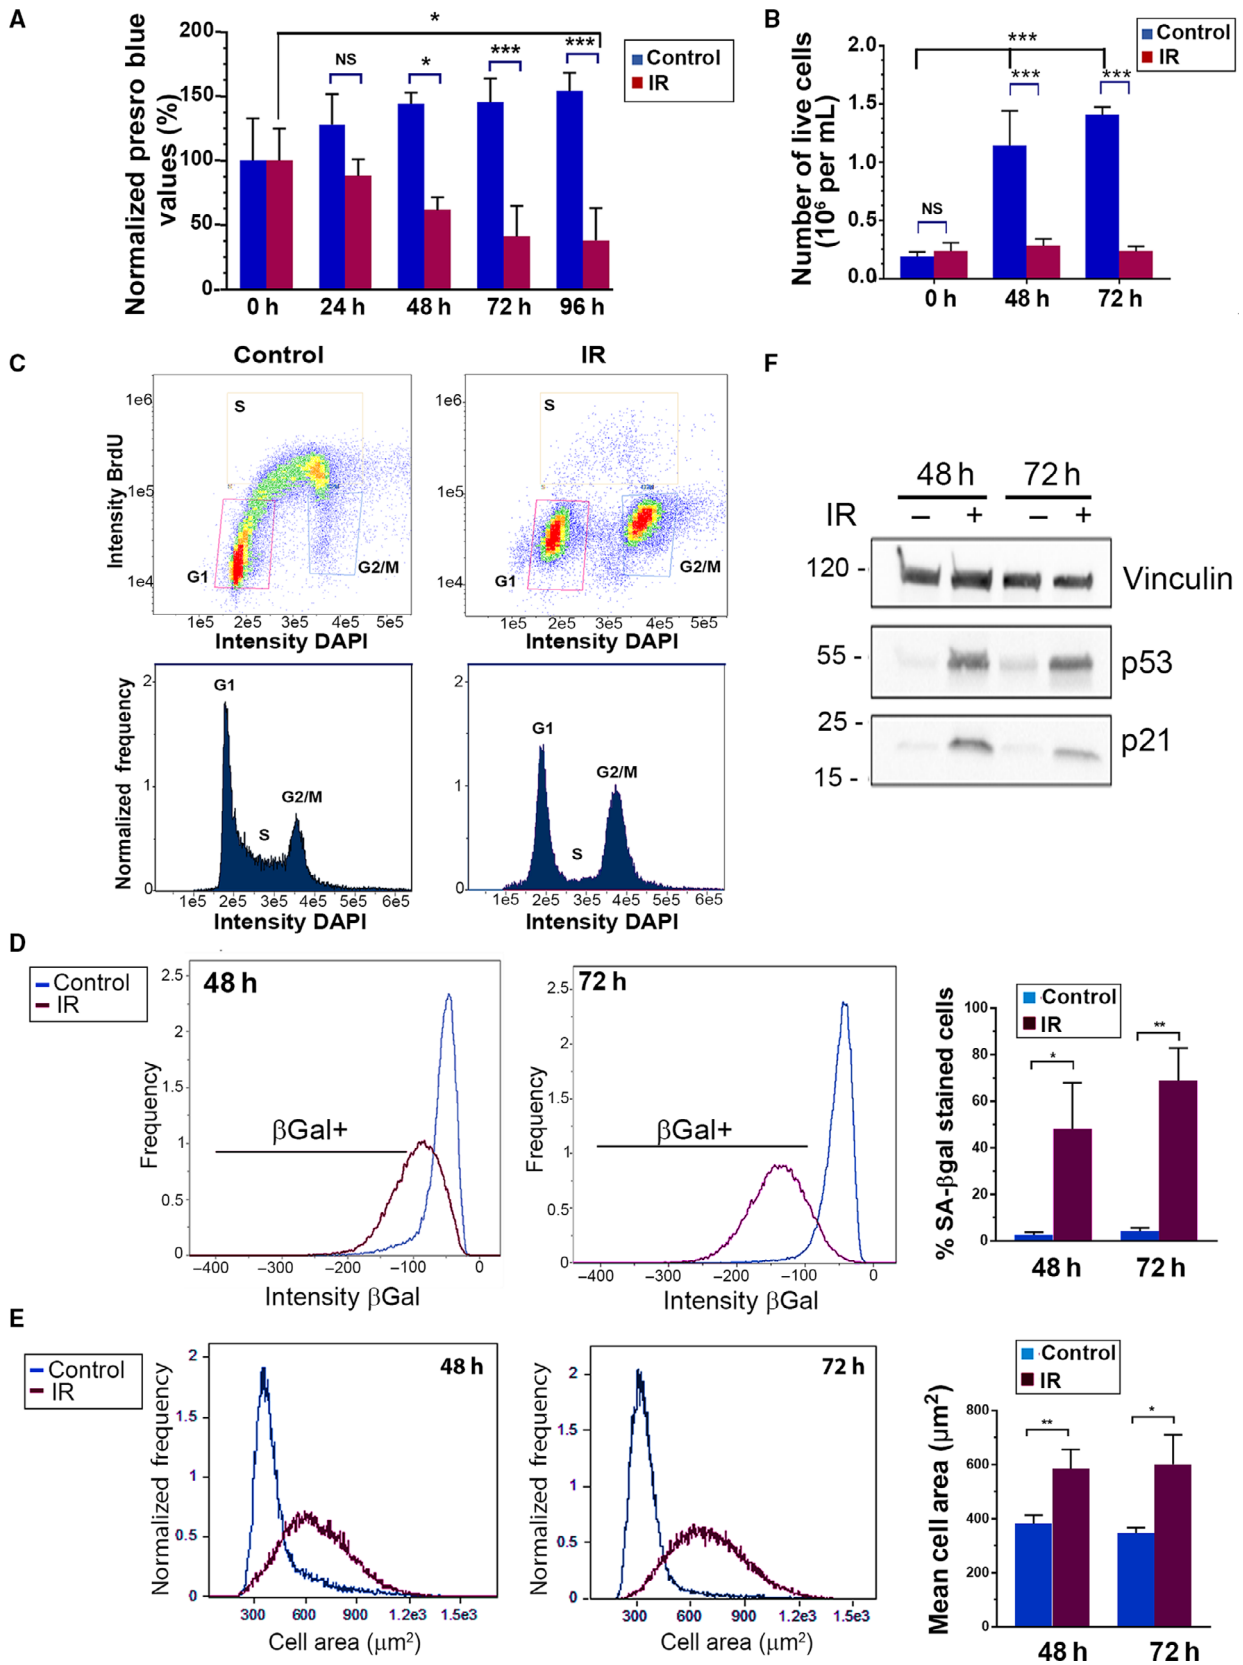 A
Normalized presro blue
values (%)
200
150
100
50
0
*
NS
*
***
***
0 h
24 h
48 h
72 h
96 h
Control
IR
B
Number of live cells
(10⁶ per mL)
2.0
1.5
1.0
0.5
0.0
***
NS
***
***
0 h
48 h
72 h
Control
IR
C
Control
IR
Intensity BrdU
1e6
1e5
1e4
S
G1
G2/M
1e5 2e5 3e5 4e5 5e5
Intensity DAPI
1e6
1e5
1e4
S
G1
G2/M
1e5 2e5 3e5 4e5 5e5
Intensity DAPI
Normalized frequency
2
1
0
G1
S
G2/M
1e5 2e5 3e5 4e5 5e5 6e5
Intensity DAPI
2
1
0
G1
S
G2/M
1e5 2e5 3e5 4e5 5e5 6e5
Intensity DAPI
F
48 h
72 h
IR – + – +
120 -
Vinculin
55 -
p53
25 -
p21
15 -
D
Control
IR
48 h
Frequency
2.5
2
1.5
1
0.5
0
βGal+
–400 –300 –200 –100 0
Intensity βGal
72 h
Frequency
2.5
2
1.5
1
0.5
0
βGal+
–400 –300 –200 –100 0
Intensity βGal
% SA-βgal stained cells
100
80
60
40
20
0
Control
IR
*
**
48 h
72 h
E
Control
IR
48 h
Normalized frequency
2
1.5
1
0.5
0
300 600 900 1.2e3 1.5e3
Cell area (μm²)
72 h
Normalized frequency
2
1.5
1
0.5
0
300 600 900 1.2e3 1.5e3
Cell area (μm²)
Mean cell area (μm²)
800
600
400
200
0
Control
IR
**
*
48 h
72 h